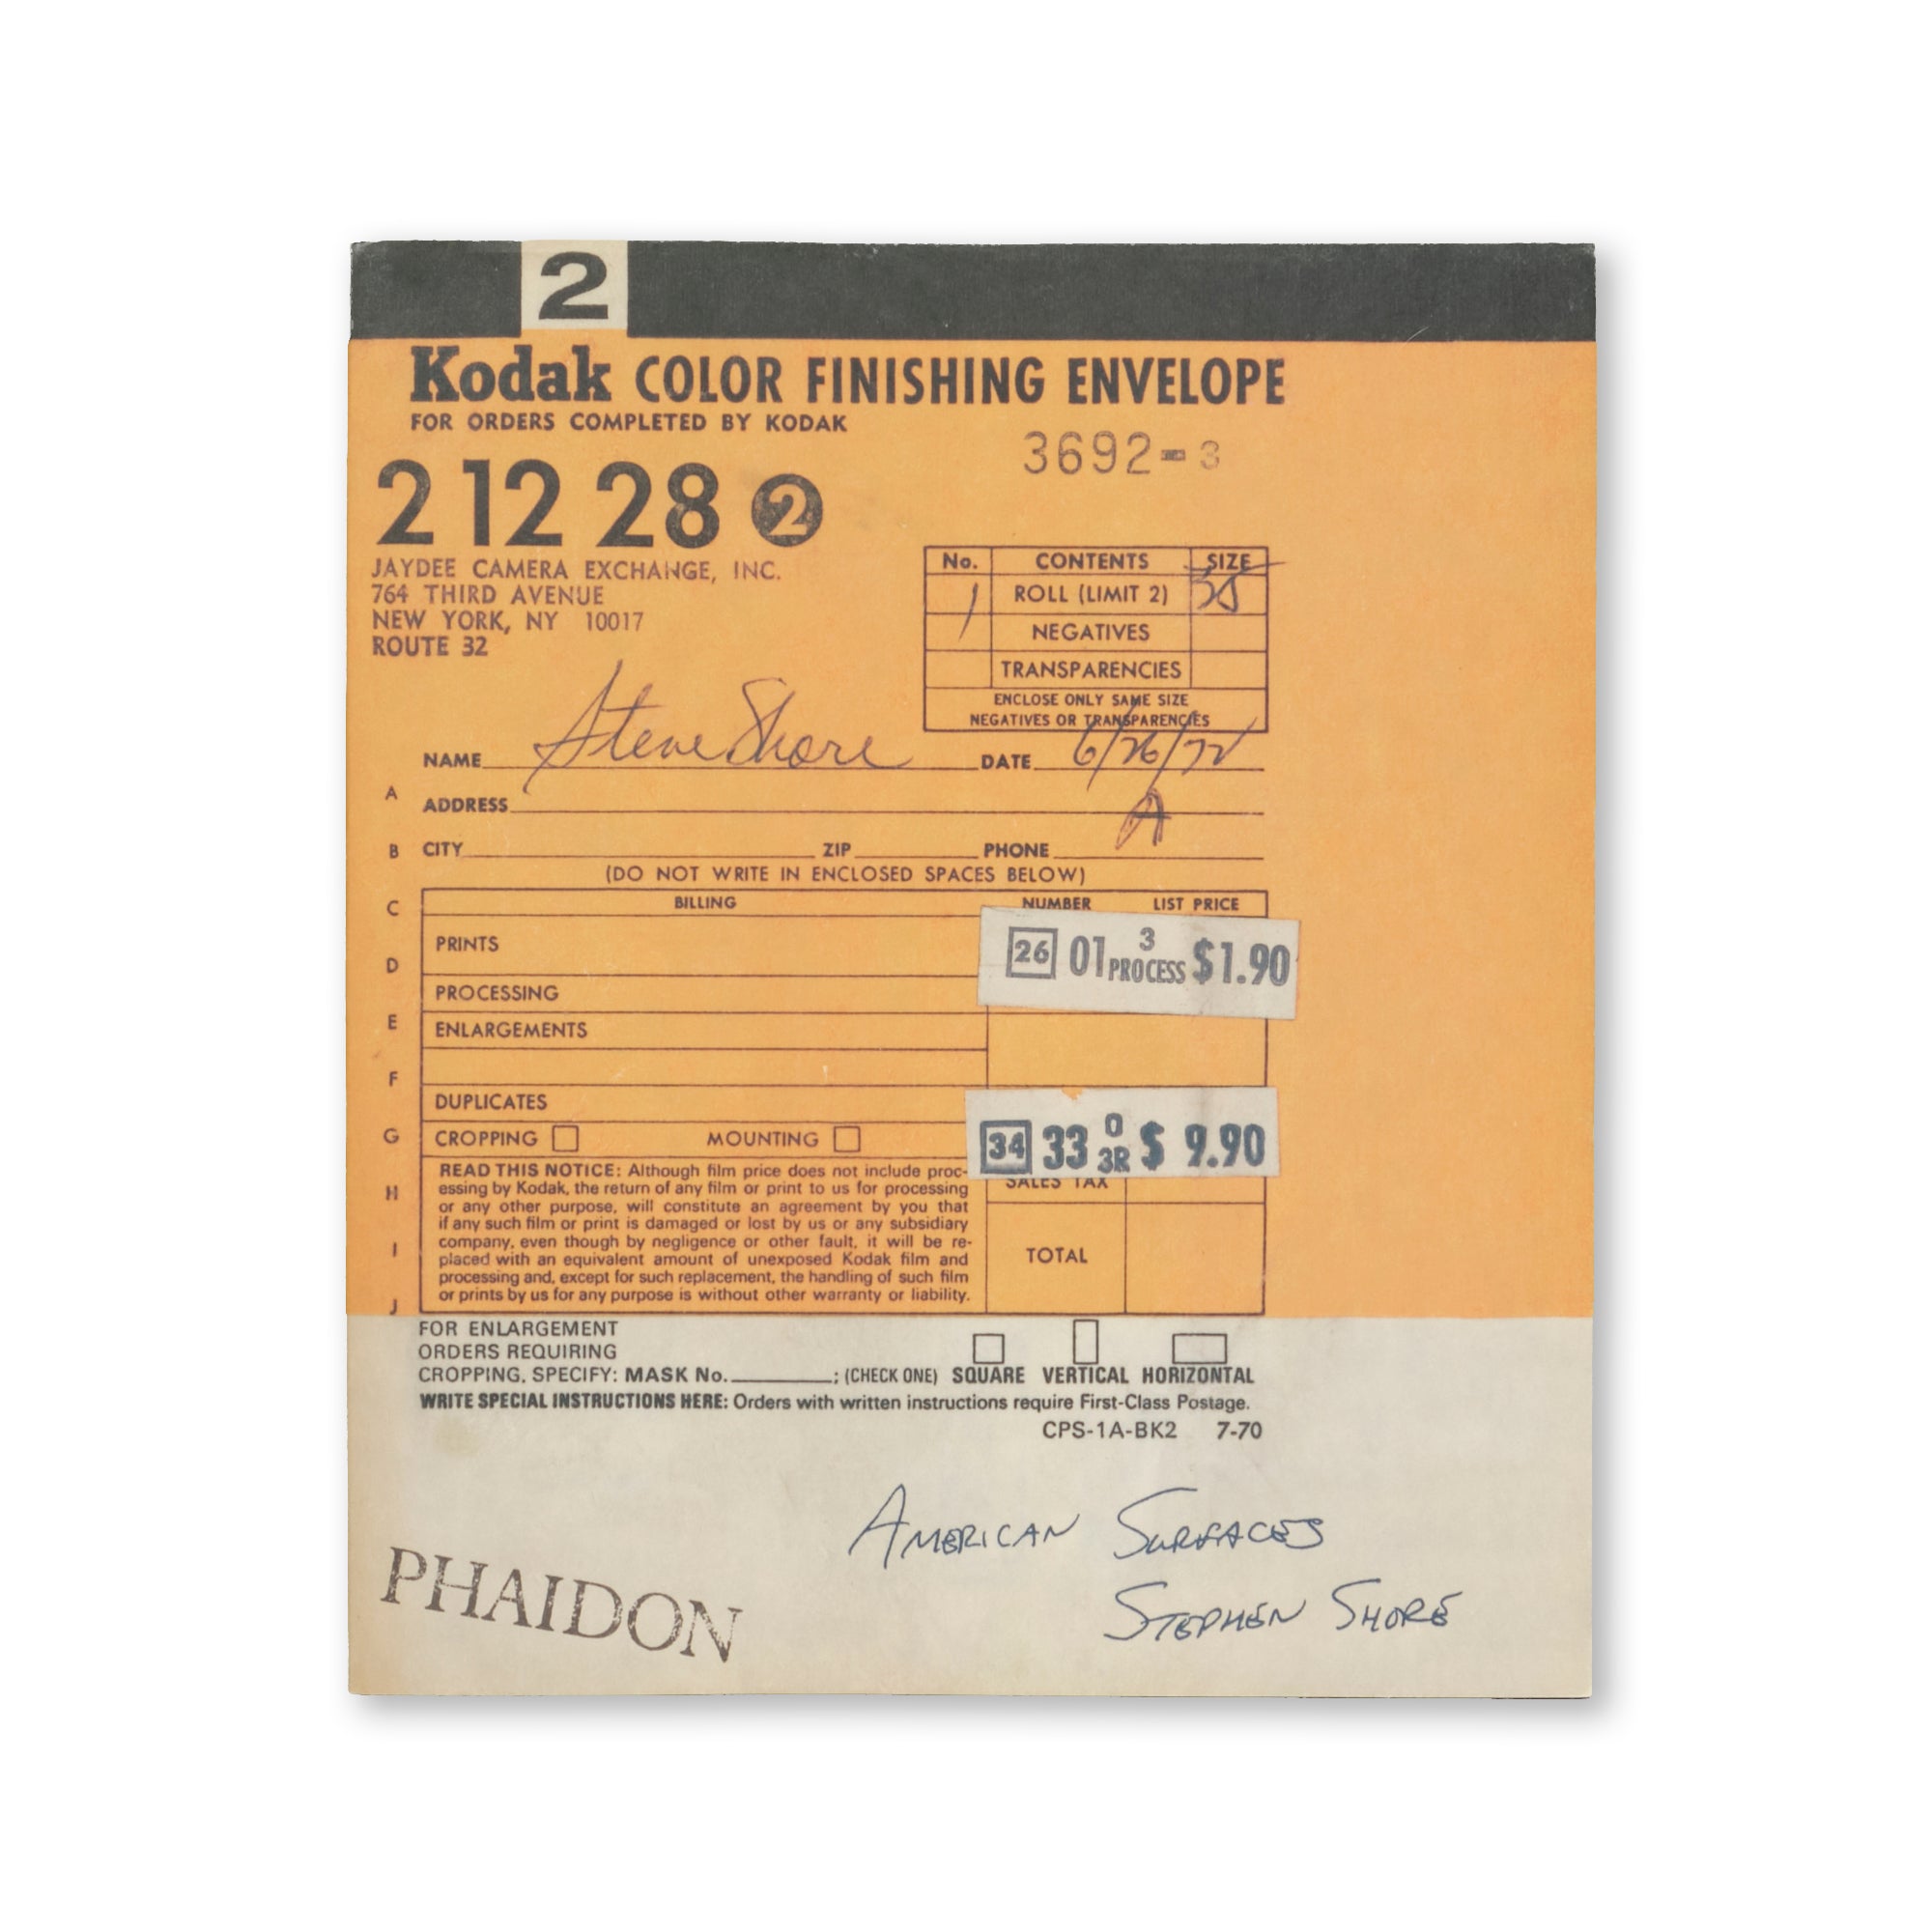 2
Kodak COLOR FINISHING ENVELOPE
FOR ORDERS COMPLETED BY KODAK
3692-3
2 12 28 2
JAYDEE CAMERA EXCHANGE, INC.
764 THIRD AVENUE
NEW YORK, NY 10017
ROUTE 32
No. CONTENTS SIZE
1 ROLL (LIMIT 2) 35
NEGATIVES
TRANSPARENCIES
ENCLOSE ONLY SAME SIZE
NEGATIVES OR TRANSPARENCIES
NAME Steve Shore DATE 6/26/72
A
ADDRESS A
B CITY ZIP PHONE
(DO NOT WRITE IN ENCLOSED SPACES BELOW)
C BILLING NUMBER LIST PRICE
PRINTS
26 01 3 PROCESS $1.90
D
PROCESSING
E ENLARGEMENTS
F
DUPLICATES
G CROPPING MOUNTING
34 33 0 3R $ 9.90
SALES TAX
TOTAL
READ THIS NOTICE: Although film price does not include proc-
essing by Kodak, the return of any film or print to us for processing
H or any other purpose, will constitute an agreement by you that
if any such film or print is damaged or lost by us or any subsidiary
company, even though by negligence or other fault, it will be re-
I placed with an equivalent amount of unexposed Kodak film and
processing and, except for such replacement, the handling of such film
J or prints by us for any purpose is without other warranty or liability.
FOR ENLARGEMENT
ORDERS REQUIRING
CROPPING, SPECIFY: MASK No. ; (CHECK ONE) SQUARE VERTICAL HORIZONTAL
WRITE SPECIAL INSTRUCTIONS HERE: Orders with written instructions require First-Class Postage.
CPS-1A-BK2 7-70
AMERICAN SURFACES
STEPHEN SHORE
PHAIDON